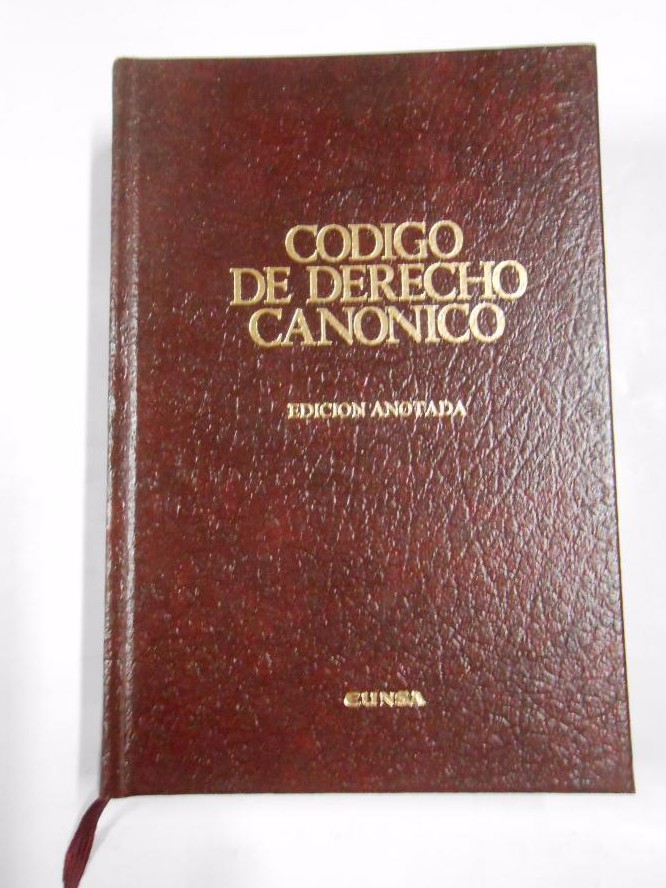 CODIGO
DE DERECHO
CANONICO
EDICION ANOTADA
EUNSA